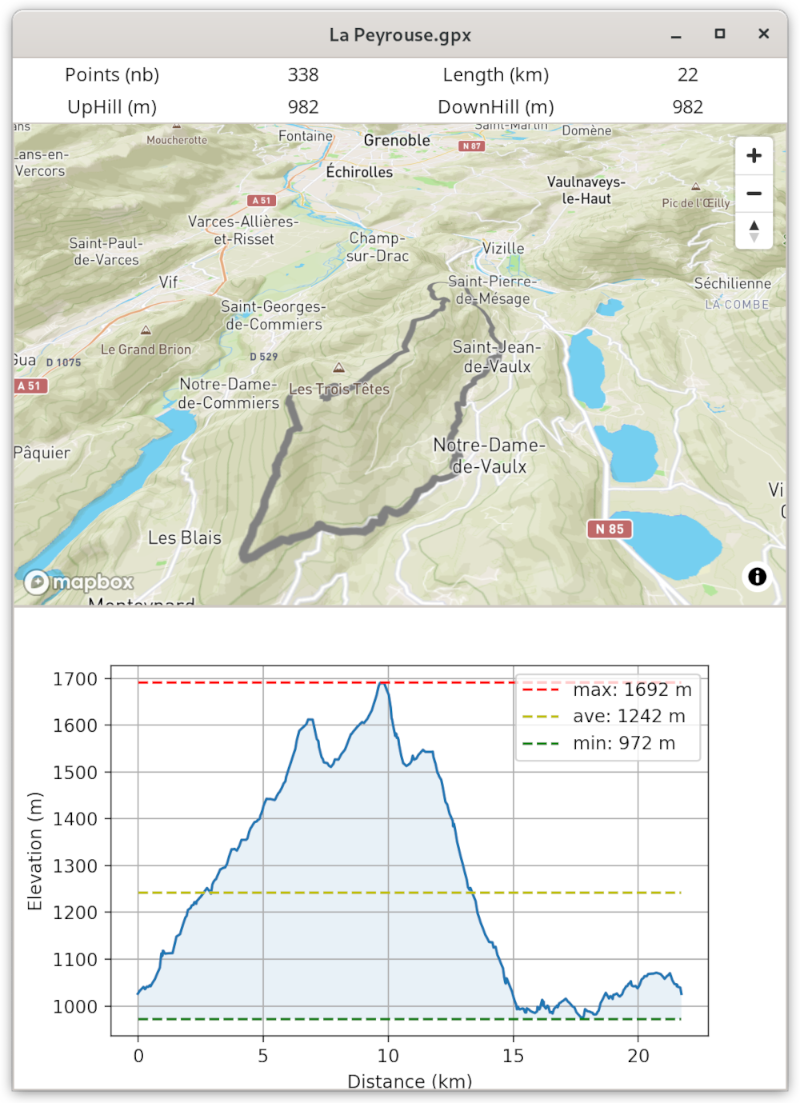 La Peyrouse.gpx
Points (nb) 338 Length (km) 22
UpHill (m) 982 DownHill (m) 982
Moucherotte
Fontaine
Grenoble
N 87
Saint-Martin
Domène
ans-en-
Vercors
Échirolles
A 51
Vaulnaveys-
le-Haut
Pic de l'Œilly
Varces-Allières-
et-Risset
Saint-Paul-
de-Varces
Champ-
sur-Drac
Vizille
Vif
Saint-Pierre-
de-Mésage
Séchilienne
LA COMBE
Saint-Georges-
de-Commiers
Le Grand Brion
D 1075
D 529
Saint-Jean-
de-Vaulx
A 51
Notre-Dame-
de-Commiers
Les Trois Têtes
Pâquier
Notre-Dame-
de-Vaulx
Les Blais
N 85
mapbox
Monteynard
Elevation (m)
1700
1600
1500
1400
1300
1200
1100
1000
max: 1692 m
ave: 1242 m
min: 972 m
0 5 10 15 20
Distance (km)